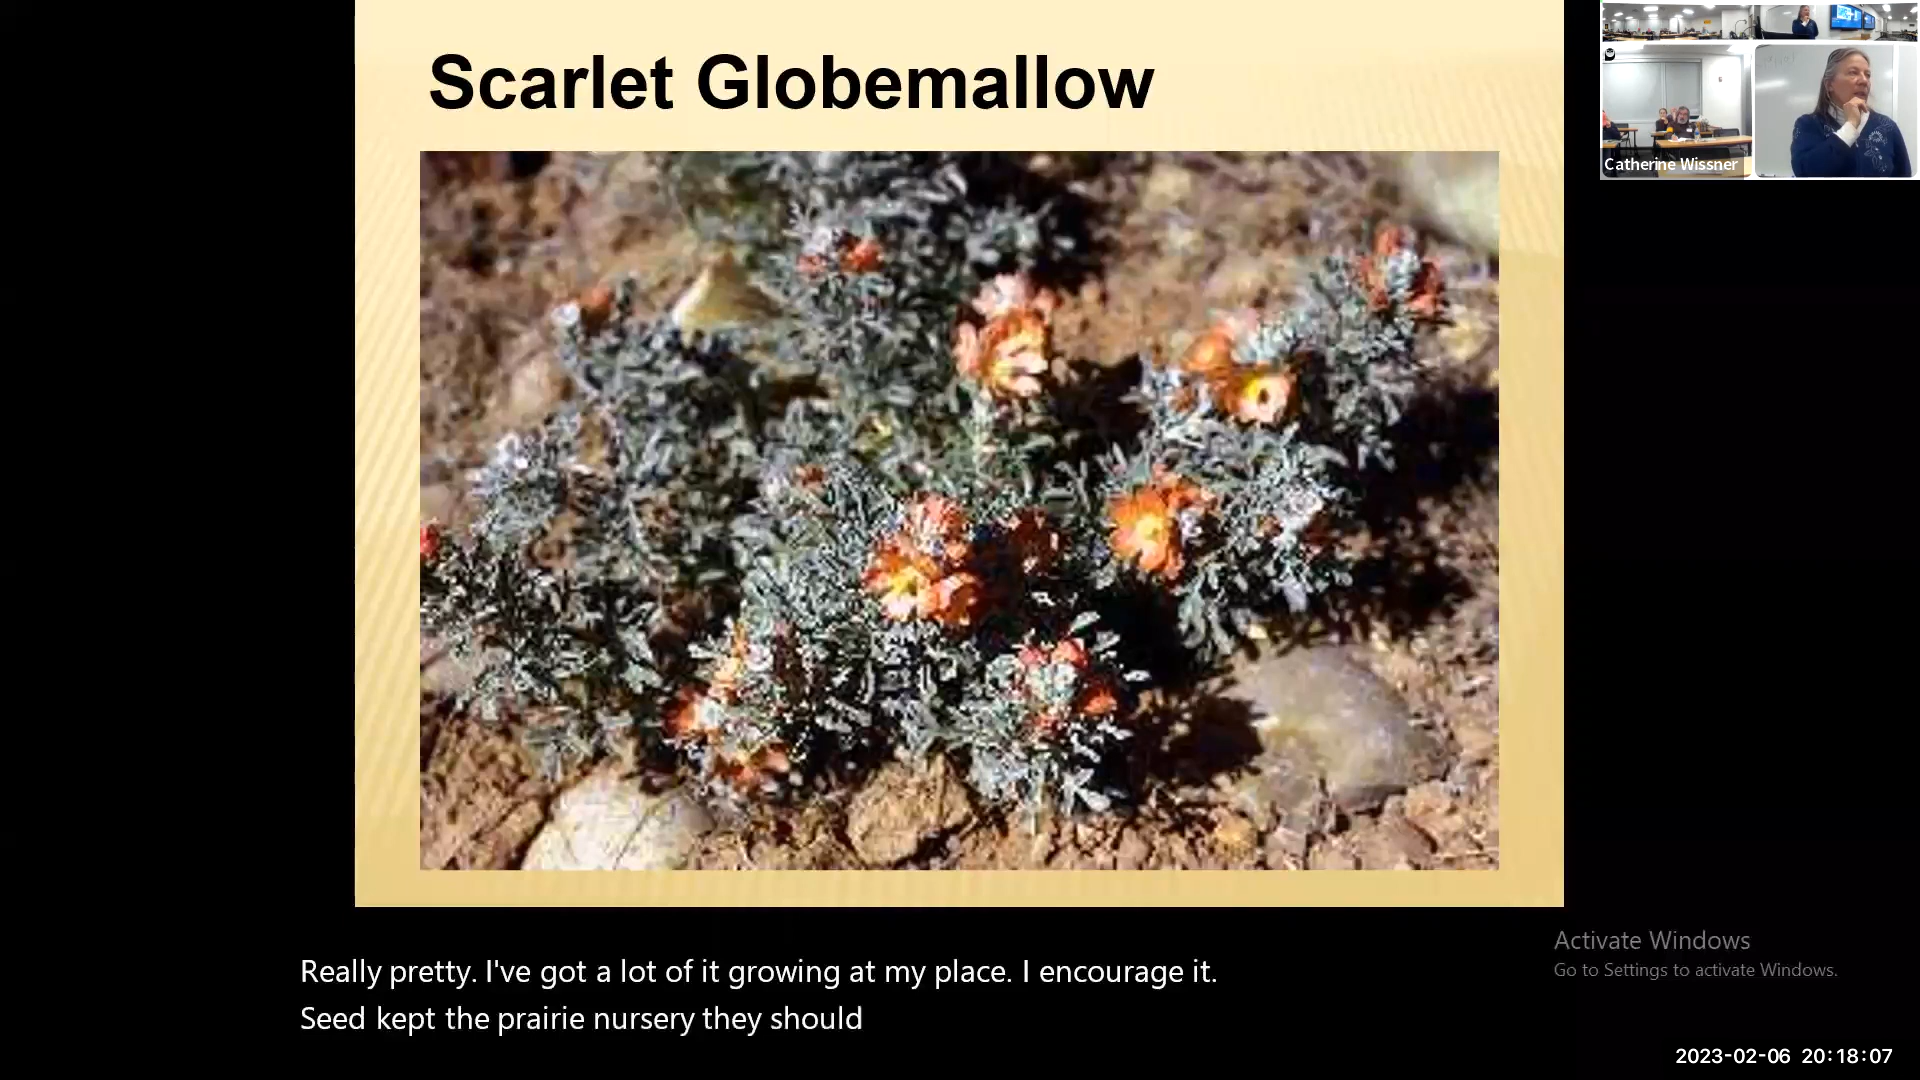 Scarlet Globemallow
Catherine Wissner
Really pretty. I've got a lot of it growing at my place. I encourage it.
Seed kept the prairie nursery they should
Activate Windows
Go to Settings to activate Windows.
2023-02-06 20:18:07